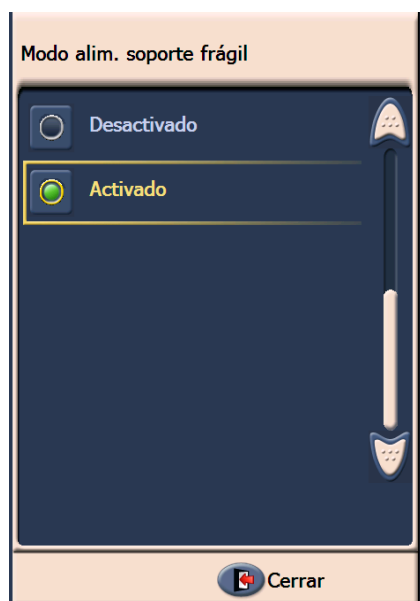 Modo alim. soporte frágil
Desactivado
Activado
Cerrar